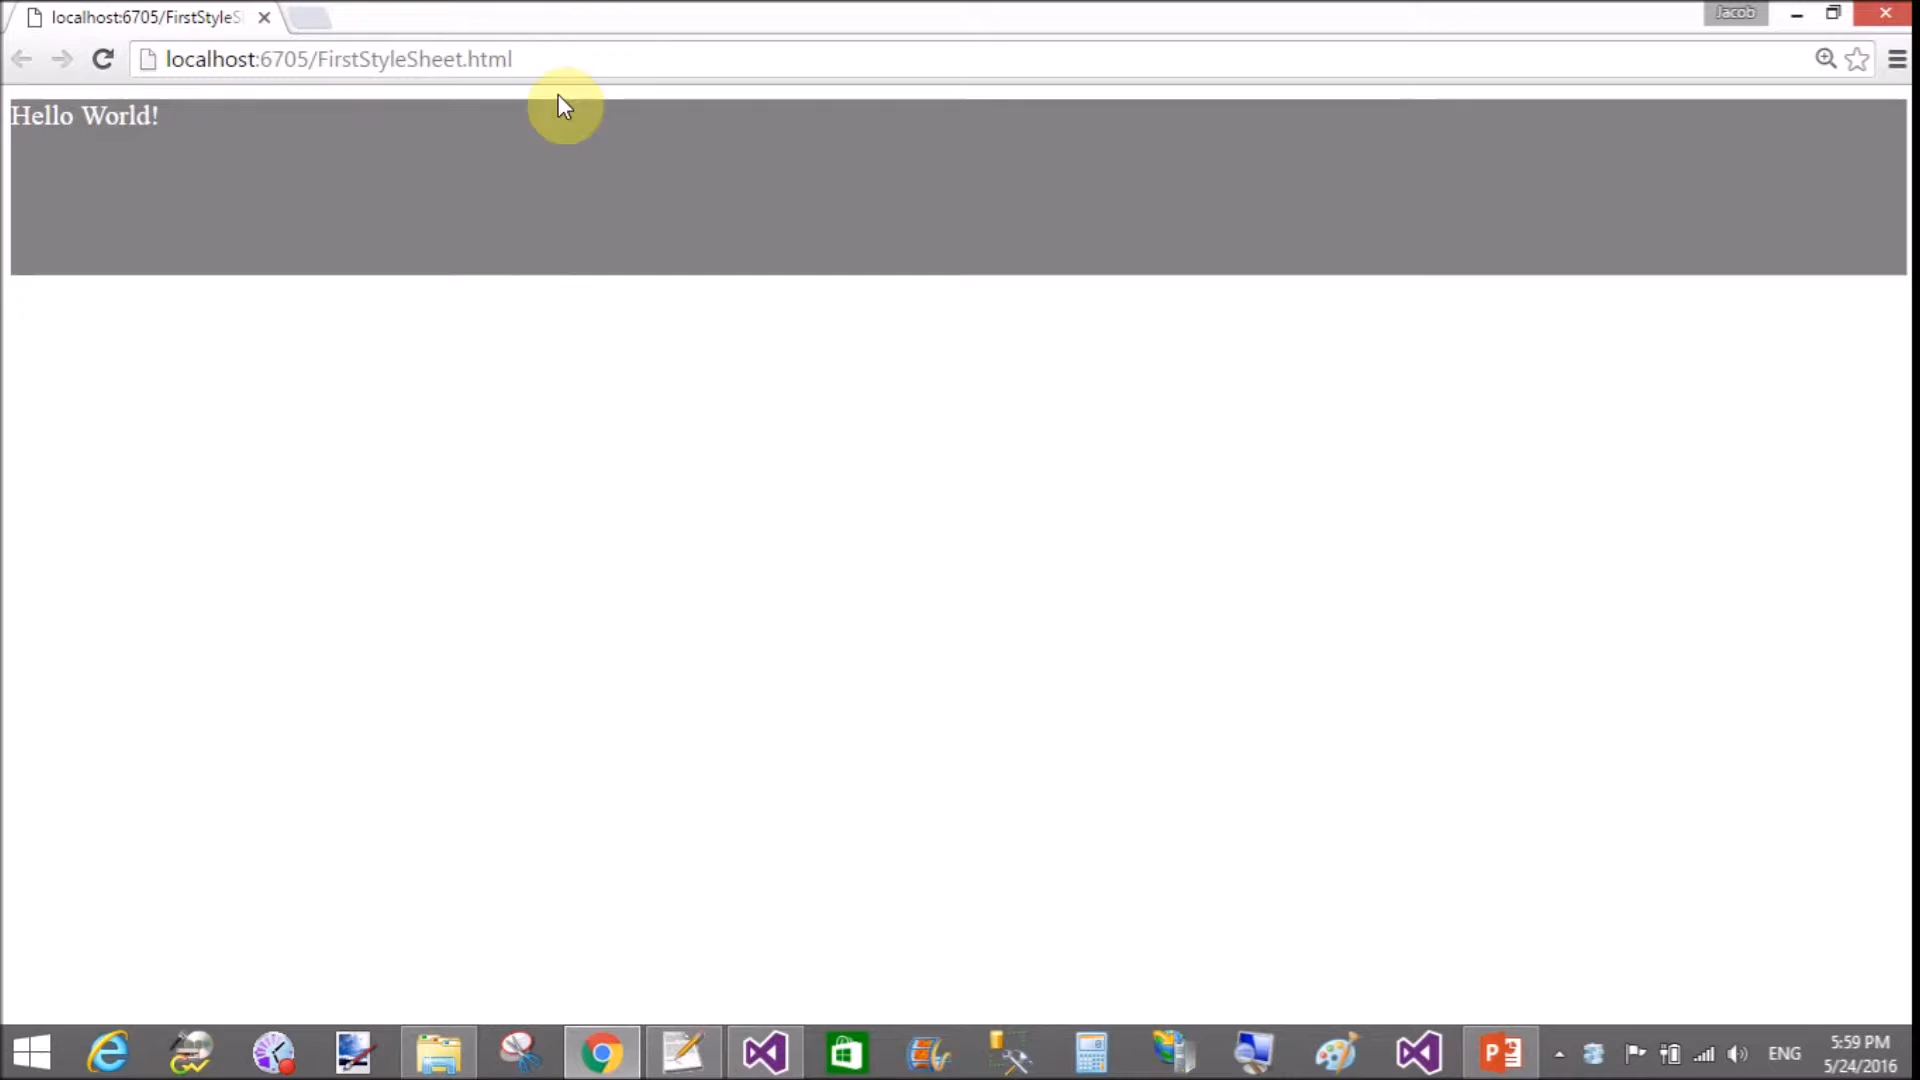 localhost:6705/FirstStyleS
Jacob
localhost:6705/FirstStyleSheet.html
Hello World!
ENG
5:59 PM
5/24/2016